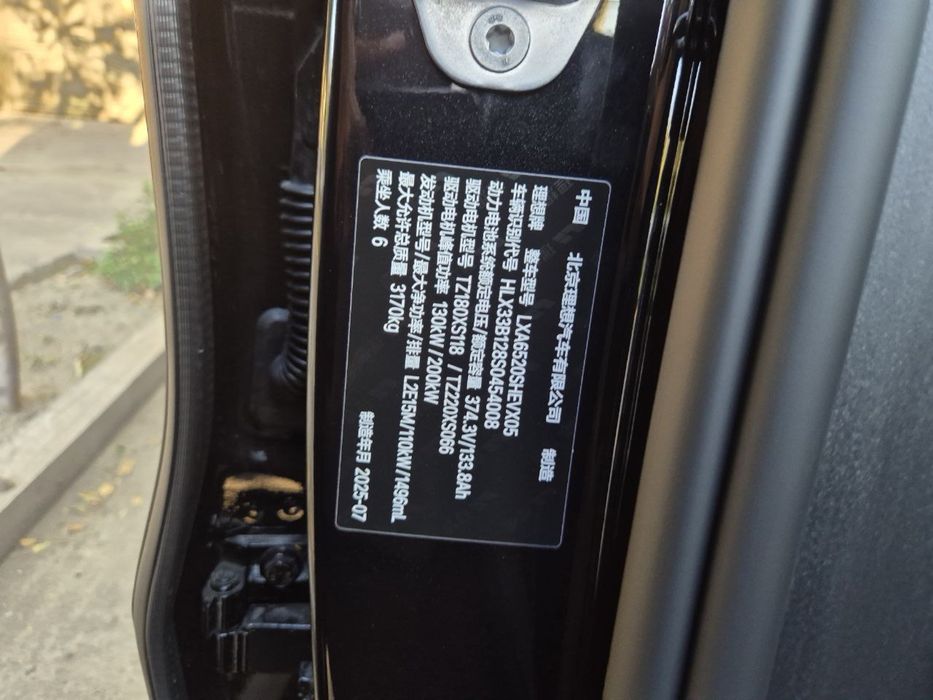 中国 北京理想汽车有限公司 制造
理想牌 整车型号 LXA6520SHEVX05
车辆识别代号 HLX33B128S0454008
动力电池系统额定电压/额定容量 374.3V/133.8Ah
驱动电机型号 TZ180XS118 / TZ220XS066
驱动电机峰值功率 130kW / 200kW
发动机型号/最大净功率/排量 L2E15M/110kW/1496mL
最大允许总质量 3170kg
乘坐人数 6 制造年月 2025-07